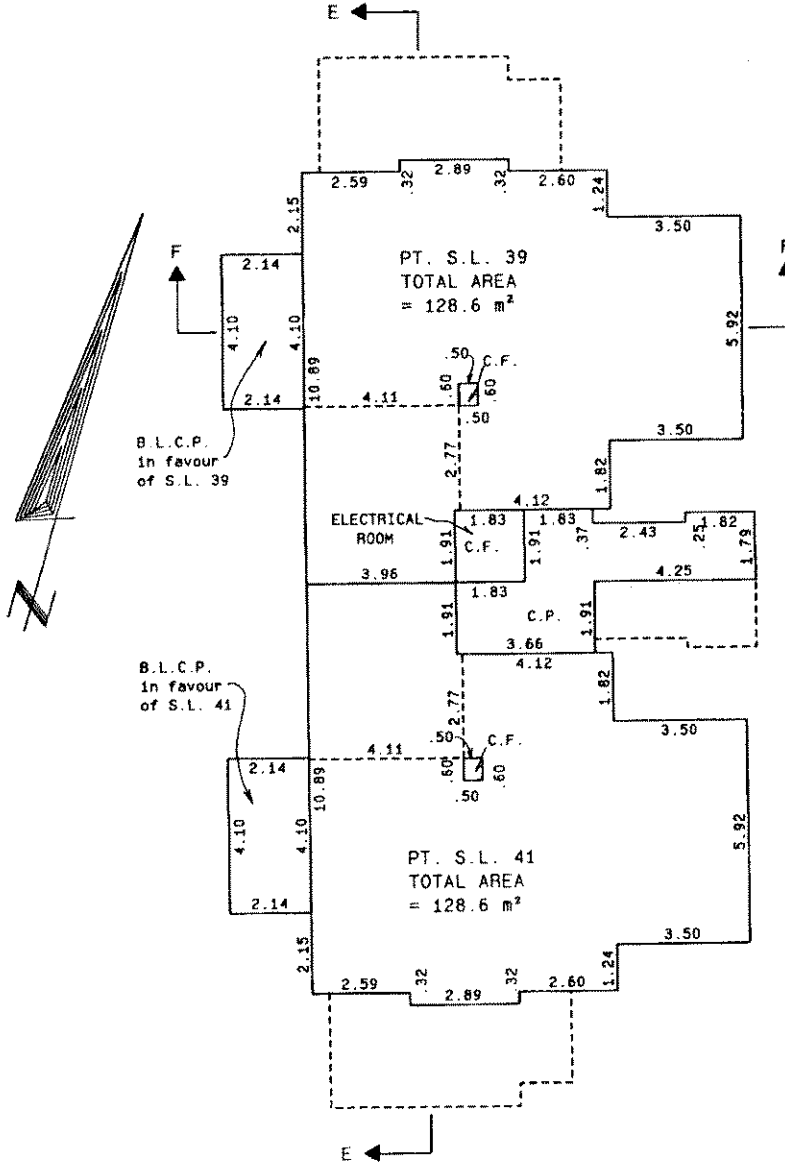 E
2.59
.32
2.89
.32
2.60
1.24
2.15
3.50
F
F
2.14
PT. S.L. 39
TOTAL AREA
= 128.6 m²
4.10
4.10
5.92
10.89
.50
C.F.
.60
.60
4.11
.50
2.14
3.50
B.L.C.P.
in favour
of S.L. 39
2.77
1.82
4.12
ELECTRICAL
ROOM
1.83
1.83
1.82
1.91
C.F.
1.91
.37
2.43
.25
1.79
3.96
1.83
4.25
1.91
C.P.
1.91
3.66
4.12
B.L.C.P.
in favour
of S.L. 41
2.77
1.82
3.50
4.11
.50
C.F.
2.14
.60
.60
10.89
.50
4.10
4.10
5.92
PT. S.L. 41
TOTAL AREA
= 128.6 m²
2.14
3.50
2.15
1.24
2.59
.32
2.89
.32
2.60
N
E